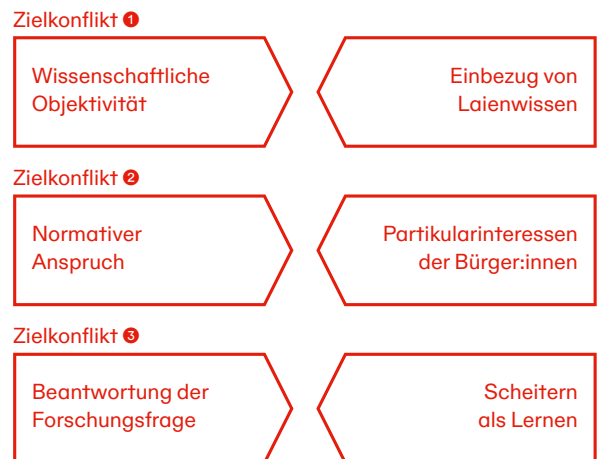 Zielkonflikt ❶
Wissenschaftliche
Objektivität
Einbezug von
Laienwissen
Zielkonflikt ❷
Normativer
Anspruch
Partikularinteressen
der Bürger:innen
Zielkonflikt ❸
Beantwortung der
Forschungsfrage
Scheitern
als Lernen